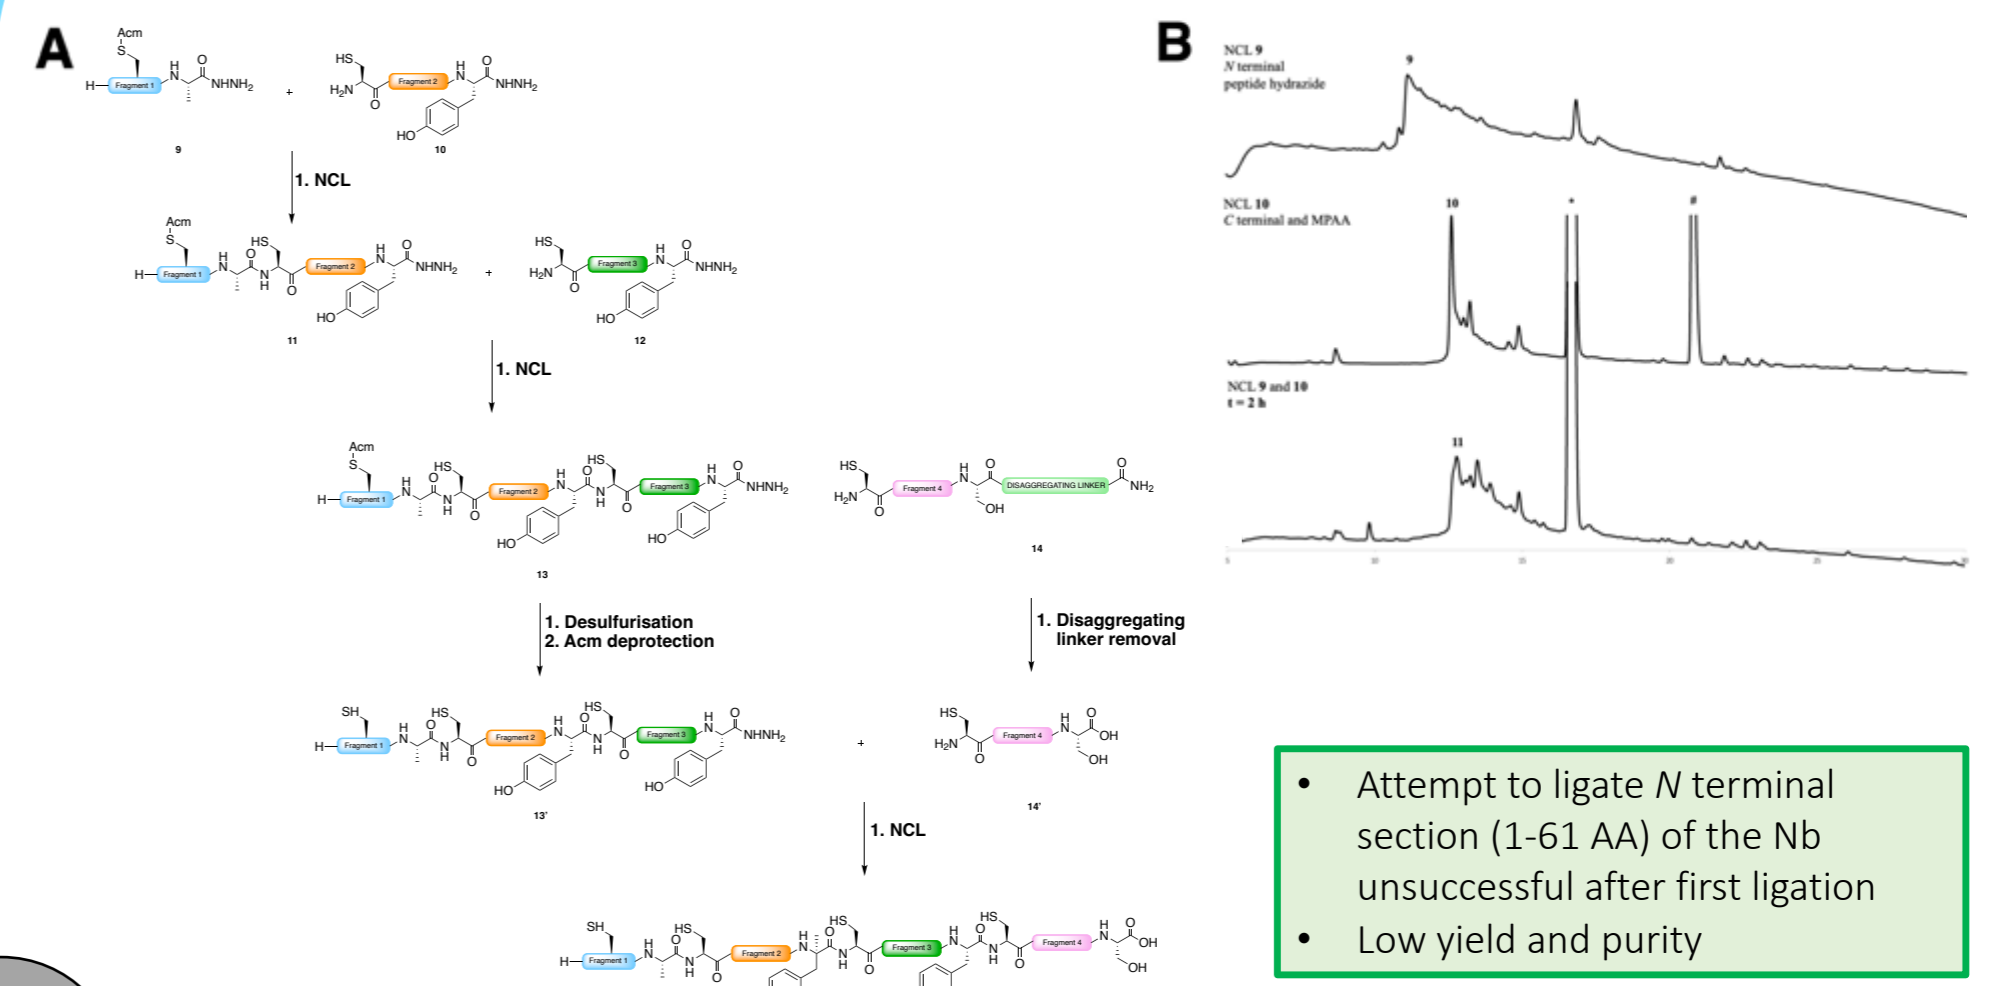 A
Acm
S
H
Fragment 1
H
N
O
NHNH2
9
+
HS
H2N
O
Fragment 2
H
N
O
NHNH2
HO
10
1. NCL
Acm
S
H
Fragment 1
H
N
O
N
H
HS
O
Fragment 2
H
N
O
NHNH2
HO
11
+
HS
H2N
O
Fragment 3
H
N
O
NHNH2
HO
12
1. NCL
Acm
S
H
Fragment 1
H
N
O
N
H
HS
O
Fragment 2
H
N
O
N
H
HO
HS
O
Fragment 3
H
N
O
NHNH2
HO
13
HS
H2N
O
Fragment 4
H
N
O
OH
DISAGGREGATING LINKER
O
NH2
14
1. Desulfurisation
2. Acm deprotection
1. Disaggregating
linker removal
SH
H
Fragment 1
H
N
O
N
H
HS
O
Fragment 2
H
N
O
N
H
HO
HS
O
Fragment 3
H
N
O
NHNH2
HO
13'
+
HS
H2N
O
Fragment 4
H
N
O
OH
OH
14'
1. NCL
SH
H
Fragment 1
H
N
O
N
H
HS
O
Fragment 2
H
N
O
N
H
HS
O
Fragment 3
H
N
O
N
H
HS
O
Fragment 4
H
N
O
OH
OH
B
NCL 9
N terminal
peptide hydrazide
9
NCL 10
C terminal and MPAA
10
*
#
NCL 9 and 10
t = 2 h
11
5
10
15
20
25
30
• Attempt to ligate N terminal
section (1-61 AA) of the Nb
unsuccessful after first ligation
• Low yield and purity